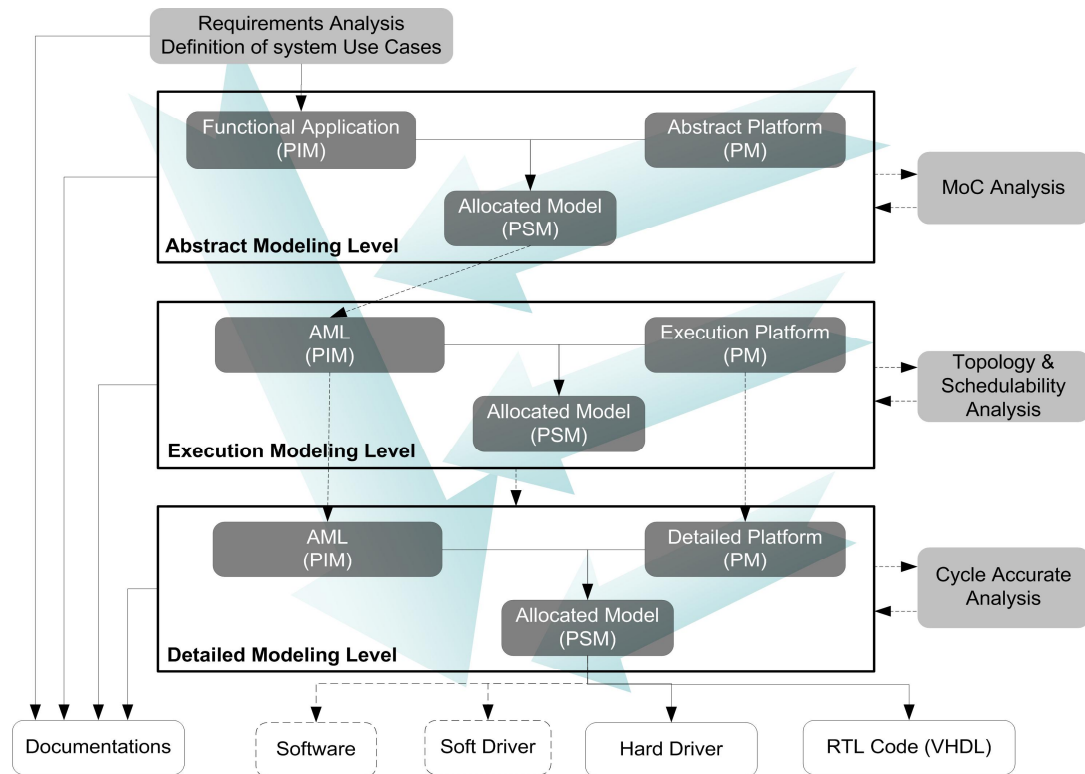 Requirements Analysis
Definition of system Use Cases
Functional Application
(PIM)
Abstract Platform
(PM)
MoC Analysis
Allocated Model
(PSM)
Abstract Modeling Level
AML
(PIM)
Execution Platform
(PM)
Topology &
Schedulability
Analysis
Allocated Model
(PSM)
Execution Modeling Level
AML
(PIM)
Detailed Platform
(PM)
Cycle Accurate
Analysis
Allocated Model
(PSM)
Detailed Modeling Level
Documentations
Software
Soft Driver
Hard Driver
RTL Code (VHDL)